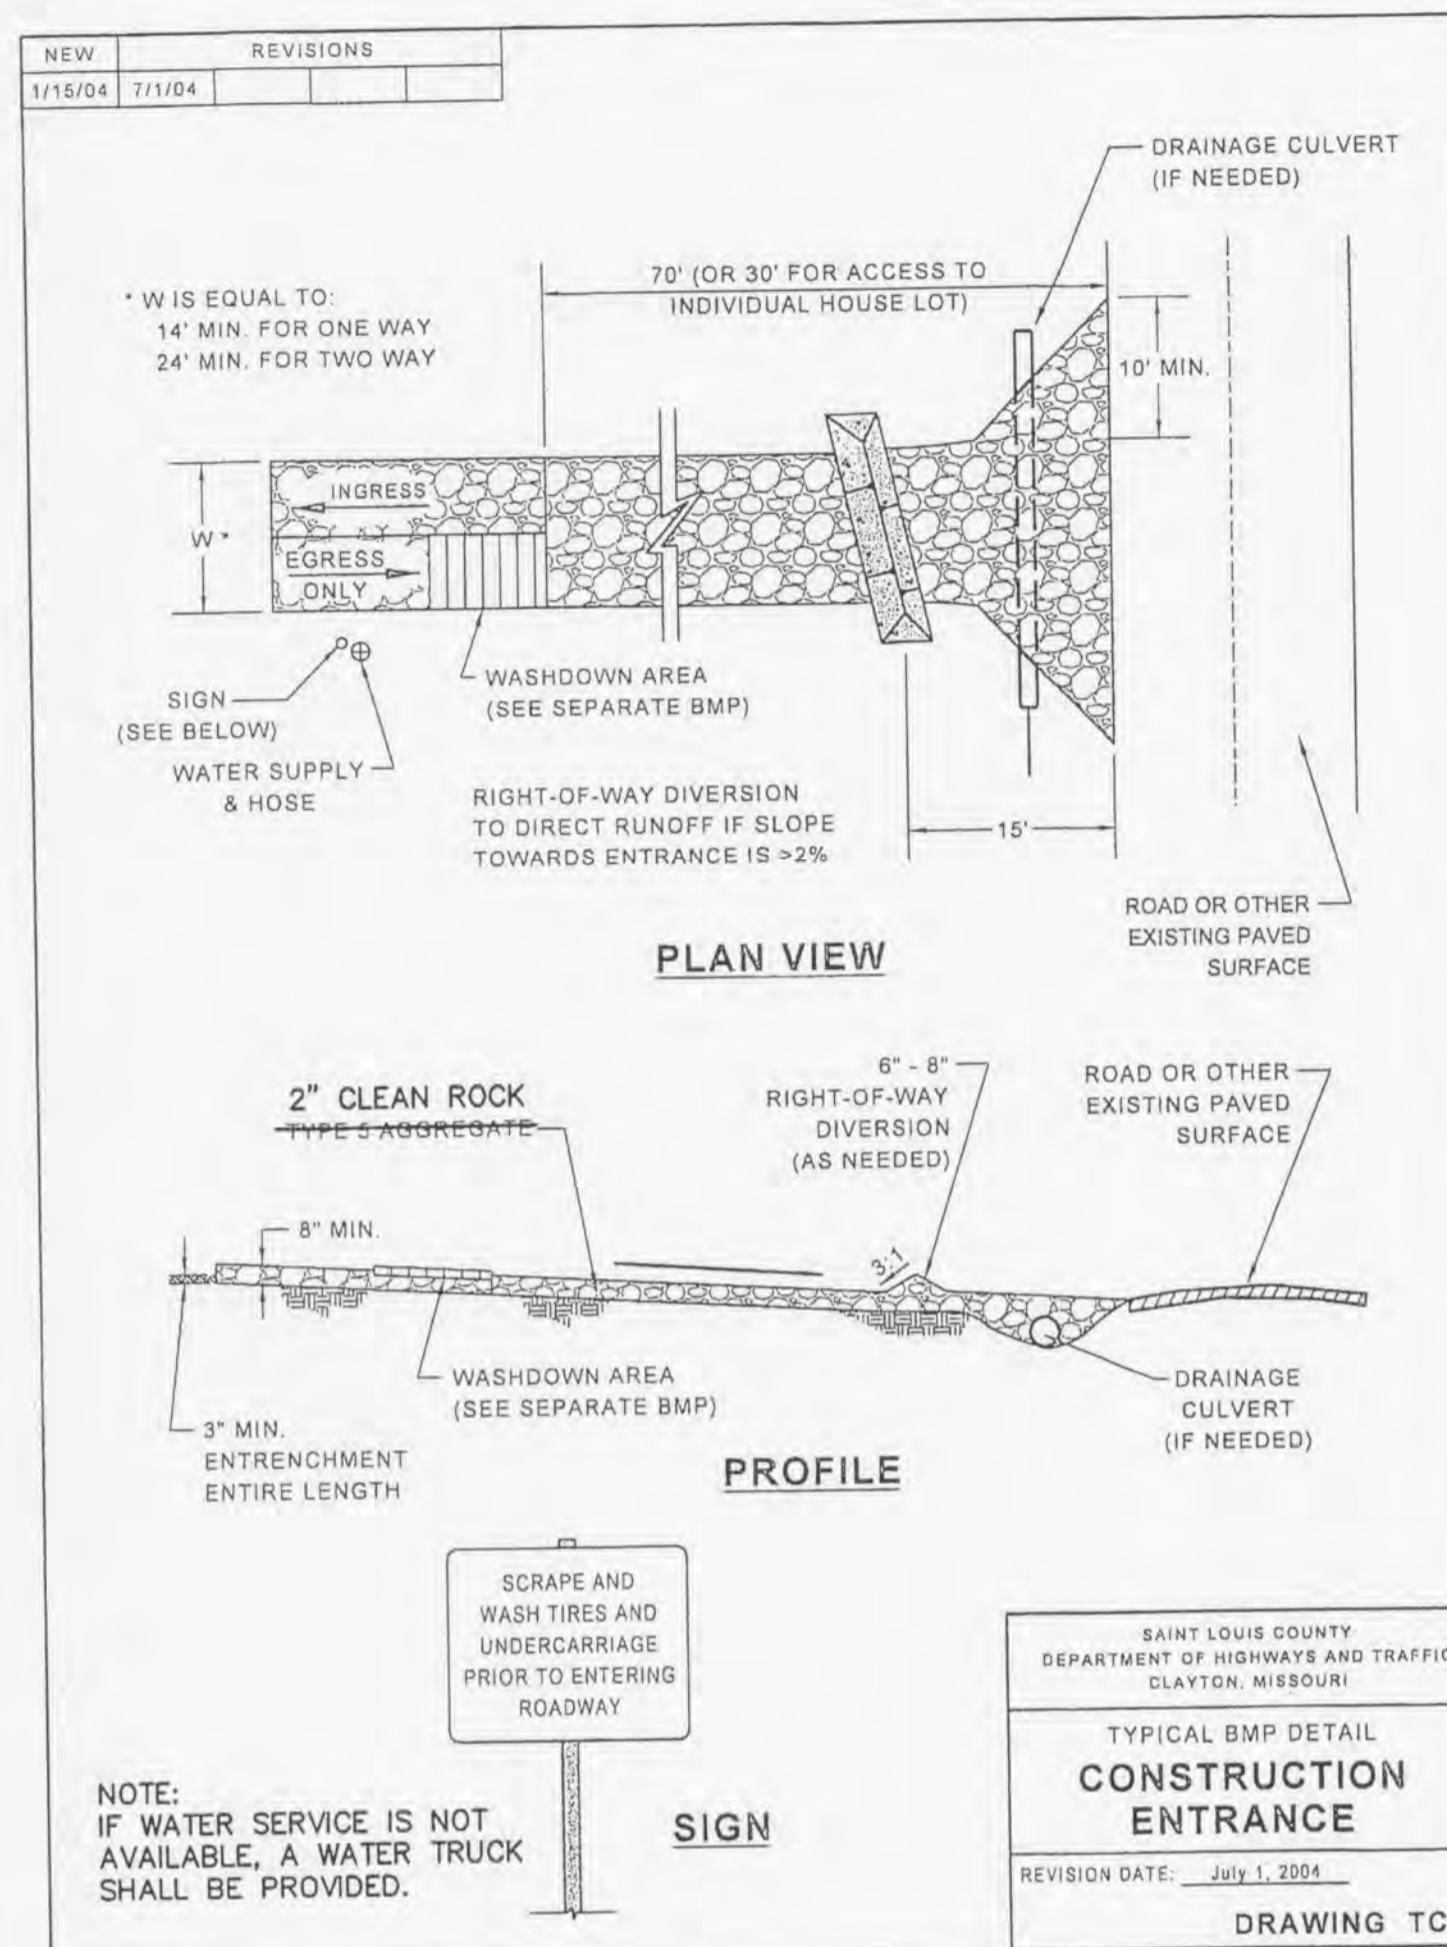 NEW REVISIONS
1/15/04 7/1/04
DRAINAGE CULVERT
(IF NEEDED)
70' (OR 30' FOR ACCESS TO
INDIVIDUAL HOUSE LOT)
* W IS EQUAL TO:
14' MIN. FOR ONE WAY
24' MIN. FOR TWO WAY
10' MIN.
INGRESS
W *
EGRESS
ONLY
WASHDOWN AREA
(SEE SEPARATE BMP)
SIGN
(SEE BELOW)
WATER SUPPLY
& HOSE
RIGHT-OF-WAY DIVERSION
TO DIRECT RUNOFF IF SLOPE
TOWARDS ENTRANCE IS >2%
15'
ROAD OR OTHER
EXISTING PAVED
SURFACE
PLAN VIEW
2" CLEAN ROCK
TYPE 5 AGGREGATE
6" - 8"
RIGHT-OF-WAY
DIVERSION
(AS NEEDED)
ROAD OR OTHER
EXISTING PAVED
SURFACE
8" MIN.
3:1
WASHDOWN AREA
(SEE SEPARATE BMP)
DRAINAGE
CULVERT
(IF NEEDED)
3" MIN.
ENTRENCHMENT
ENTIRE LENGTH
PROFILE
SCRAPE AND
WASH TIRES AND
UNDERCARRIAGE
PRIOR TO ENTERING
ROADWAY
SIGN
NOTE:
IF WATER SERVICE IS NOT
AVAILABLE, A WATER TRUCK
SHALL BE PROVIDED.
SAINT LOUIS COUNTY
DEPARTMENT OF HIGHWAYS AND TRAFFIC
CLAYTON, MISSOURI
TYPICAL BMP DETAIL
CONSTRUCTION
ENTRANCE
REVISION DATE: July 1, 2004
DRAWING TC